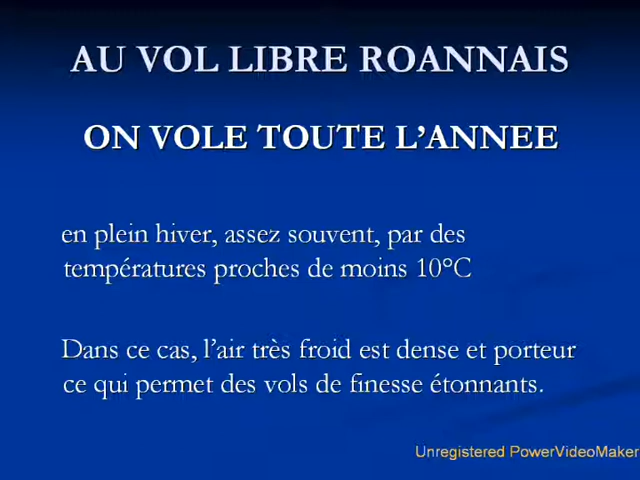 AU VOL LIBRE ROANNAIS
ON VOLE TOUTE L’ANNEE
en plein hiver, assez souvent, par des
températures proches de moins 10°C
Dans ce cas, l’air très froid est dense et porteur
ce qui permet des vols de finesse étonnants.
Unregistered PowerVideoMaker